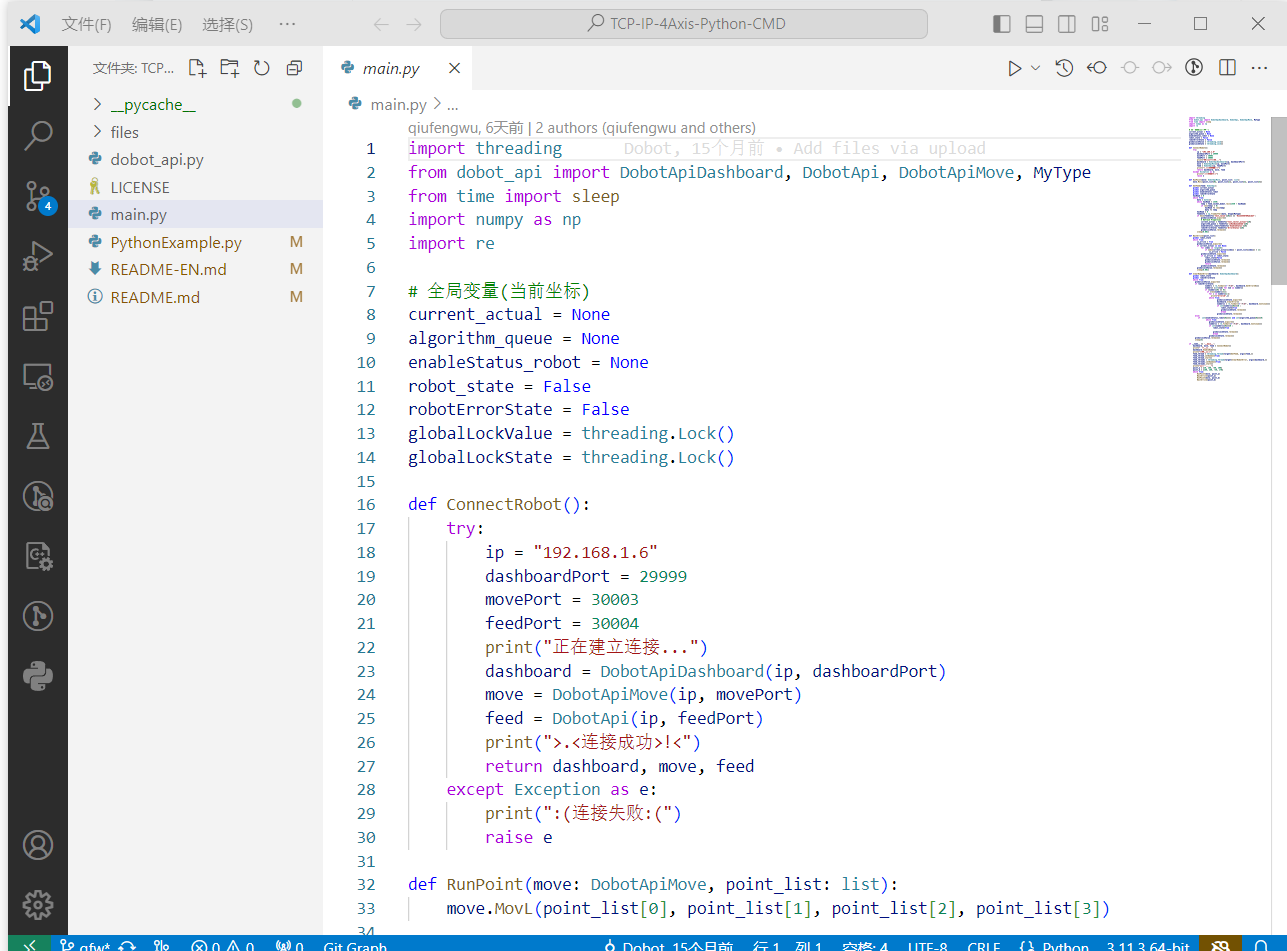 文件(F) 编辑(E) 选择(S) ··· TCP-IP-4Axis-Python-CMD
文件夹: TCP...
main.py
__pycache__
files
dobot_api.py
LICENSE
main.py
PythonExample.py M
README-EN.md M
README.md M
4
main.py > ...
qiufengwu, 6天前 | 2 authors (qiufengwu and others)
1 import threading Dobot, 15个月前 • Add files via upload
2 from dobot_api import DobotApiDashboard, DobotApi, DobotApiMove, MyType
3 from time import sleep
4 import numpy as np
5 import re
6
7 # 全局变量(当前坐标)
8 current_actual = None
9 algorithm_queue = None
10 enableStatus_robot = None
11 robot_state = False
12 robotErrorState = False
13 globalLockValue = threading.Lock()
14 globalLockState = threading.Lock()
15
16 def ConnectRobot():
17 try:
18 ip = "192.168.1.6"
19 dashboardPort = 29999
20 movePort = 30003
21 feedPort = 30004
22 print("正在建立连接...")
23 dashboard = DobotApiDashboard(ip, dashboardPort)
24 move = DobotApiMove(ip, movePort)
25 feed = DobotApi(ip, feedPort)
26 print(">.<连接成功>!<")
27 return dashboard, move, feed
28 except Exception as e:
29 print(":(连接失败:(")
30 raise e
31
32 def RunPoint(move: DobotApiMove, point_list: list):
33 move.MovL(point_list[0], point_list[1], point_list[2], point_list[3])
34
qfw* 0 0 0 Git Graph Dobot, 15个月前 行 1, 列 1 空格: 4 UTF-8 CRLF {} Python 3.11.3 64-bit